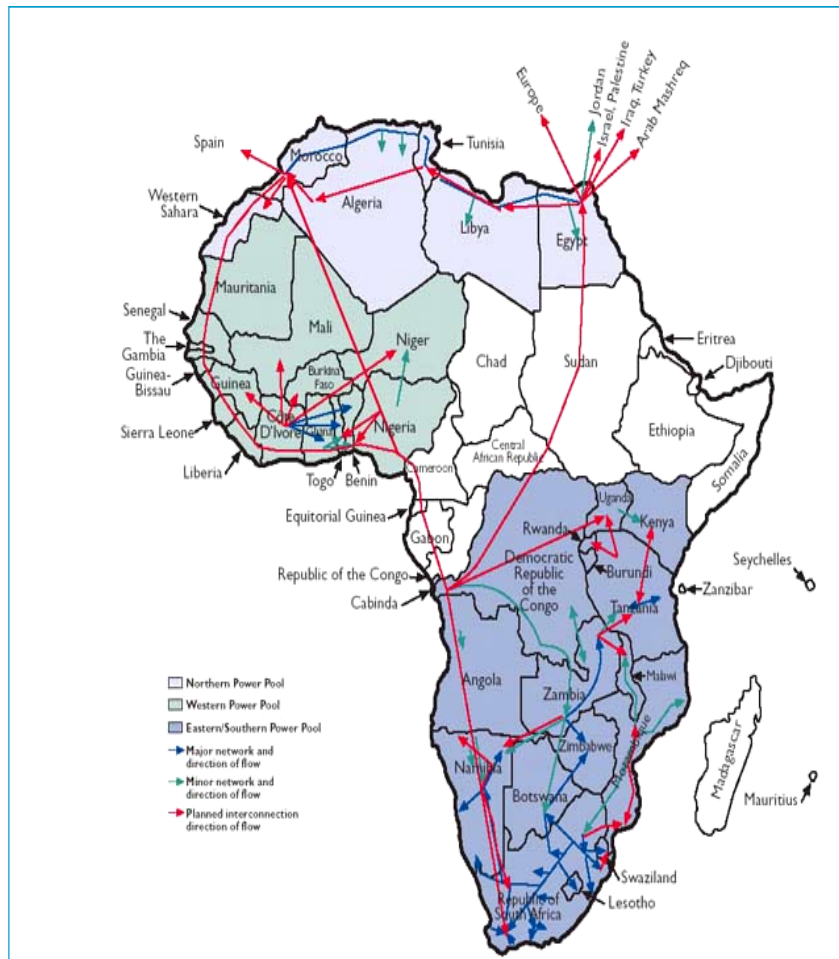 Europe
Jordan
Israel, Palestine
Iraq, Turkey
Arab Mashreq
Spain
Morocco
Tunisia
Western
Sahara
Algeria
Libya
Egypt
Mauritania
Mali
Niger
Chad
Sudan
Eritrea
Djibouti
Senegal
The
Gambia
Guinea-
Bissau
Guinea
Burkina
Faso
Côte
D'Ivore
Ghana
Nigeria
Sierra Leone
Liberia
Togo
Benin
Cameroon
Central
African Republic
Ethiopia
Somalia
Equitorial Guinea
Gabon
Uganda
Kenya
Rwanda
Democratic
Republic
of the
Congo
Burundi
Republic of the Congo
Cabinda
Tanzania
Zanzibar
Seychelles
Angola
Zambia
Malwi
Mozambique
Zimbabwe
Namibia
Botswana
Madagascar
Mauritius
Swaziland
Lesotho
Republic of
South Africa
Northern Power Pool
Western Power Pool
Eastern/Southern Power Pool
Major network and
direction of flow
Minor network and
direction of flow
Planned interconnection
direction of flow